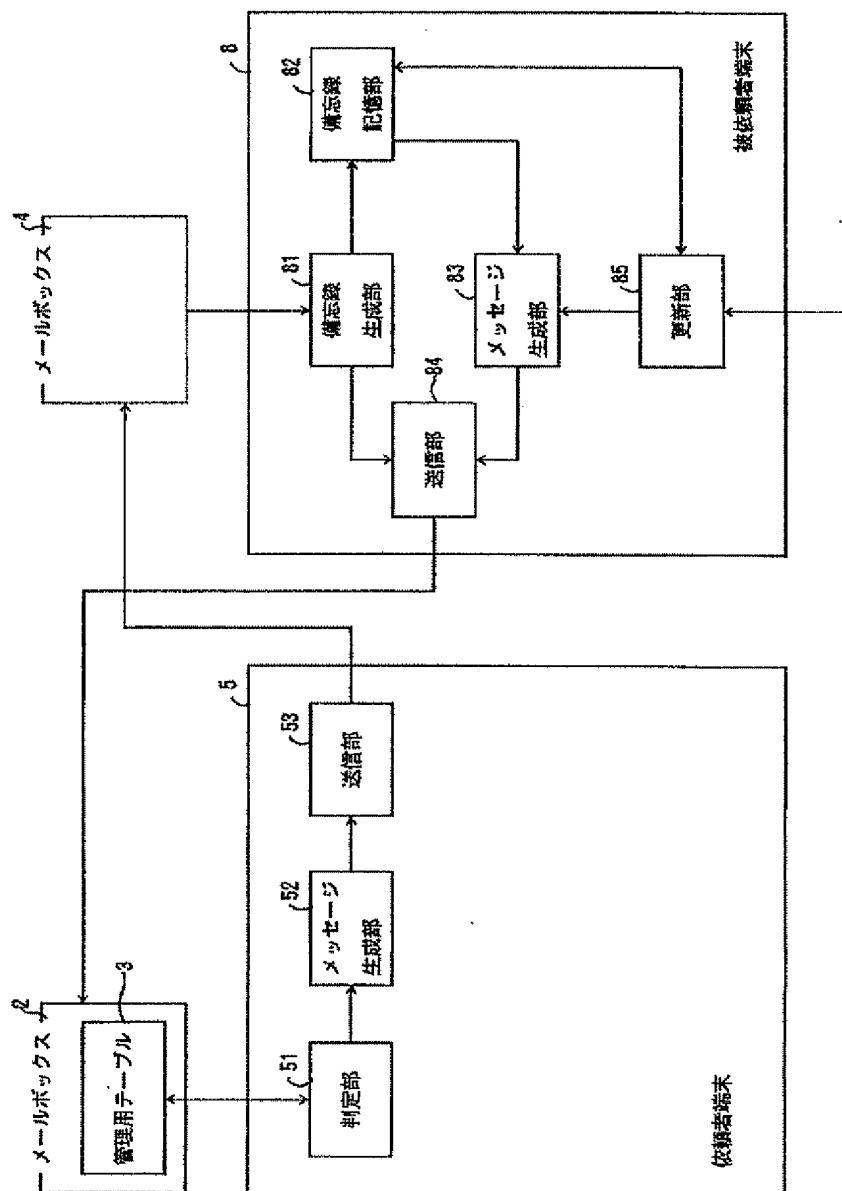 メールボックス
2
管理用テーブル
3
メールボックス
4
5
判定部
51
メッセージ
生成部
52
送信部
53
依頼者端末
8
備忘録
生成部
81
備忘録
記憶部
82
メッセージ
生成部
83
送信部
84
更新部
85
被依頼者端末